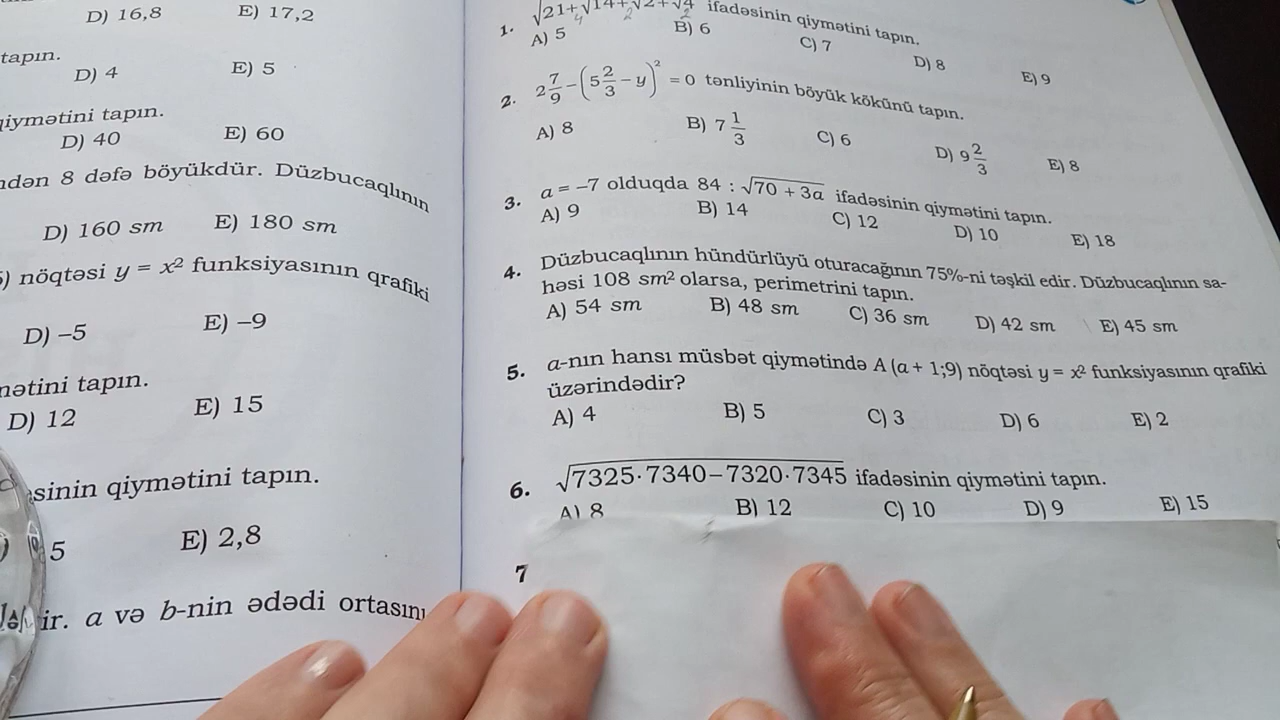 D) 16,8 E) 17,2
tapın.
D) 4 E) 5
qiymətini tapın.
D) 40 E) 60
8 dəfə böyükdür. Düzbucaqlının
D) 160 sm E) 180 sm
nöqtəsi y = x² funksiyasının qrafiki
D) –5 E) –9
tapın.
D) 12 E) 15
qiymətini tapın.
5 E) 2,8
ir. a və b-nin ədədi ortasını
1. √21+√14+√2+√4 ifadəsinin qiymətini tapın.
A) 5 B) 6 C) 7 D) 8 E) 9
2. 2 7/9 – (5 2/3 – y)² = 0 tənliyinin böyük kökünü tapın.
A) 8 B) 7 1/3 C) 6 D) 9 2/3 E) 8
3. a = –7 olduqda 84 : √70 + 3a ifadəsinin qiymətini tapın.
A) 9 B) 14 C) 12 D) 10 E) 18
4. Düzbucaqlının hündürlüyü oturacağının 75%-ni təşkil edir. Düzbucaqlının sa-
həsi 108 sm² olarsa, perimetrini tapın.
A) 54 sm B) 48 sm C) 36 sm D) 42 sm E) 45 sm
5. a-nın hansı müsbət qiymətində A (a + 1;9) nöqtəsi y = x² funksiyasının qrafiki
üzərindədir?
A) 4 B) 5 C) 3 D) 6 E) 2
6. √7325·7340–7320·7345 ifadəsinin qiymətini tapın.
A) 8 B) 12 C) 10 D) 9 E) 15
7